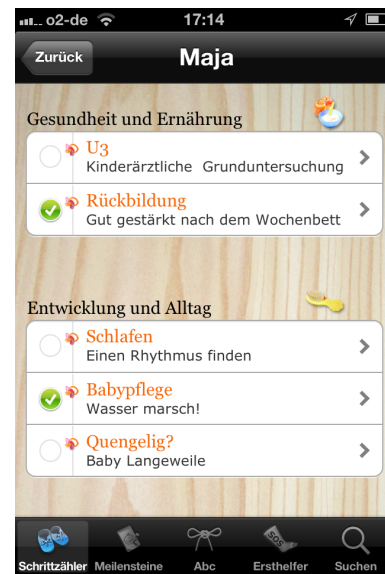 o2-de 17:14
Zurück Maja
Gesundheit und Ernährung
U3
Kinderärztliche Grunduntersuchung
Rückbildung
Gut gestärkt nach dem Wochenbett
Entwicklung und Alltag
Schlafen
Einen Rhythmus finden
Babypflege
Wasser marsch!
Quengelig?
Baby Langeweile
SOS
Schrittzähler Meilensteine Abc Ersthelfer Suchen